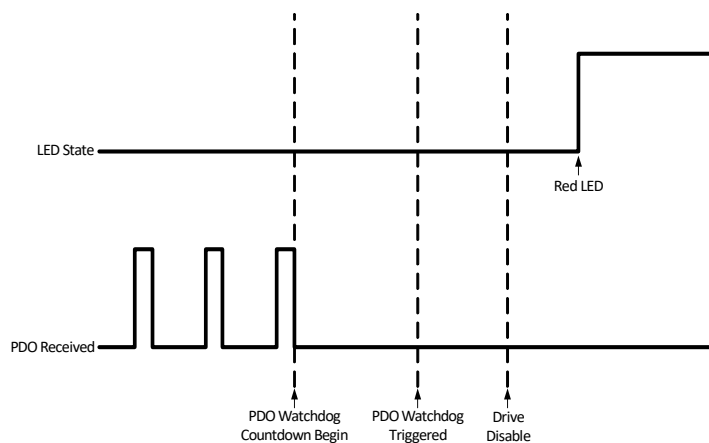 LED State
Red LED
PDO Received
PDO Watchdog
Countdown Begin
PDO Watchdog
Triggered
Drive
Disable